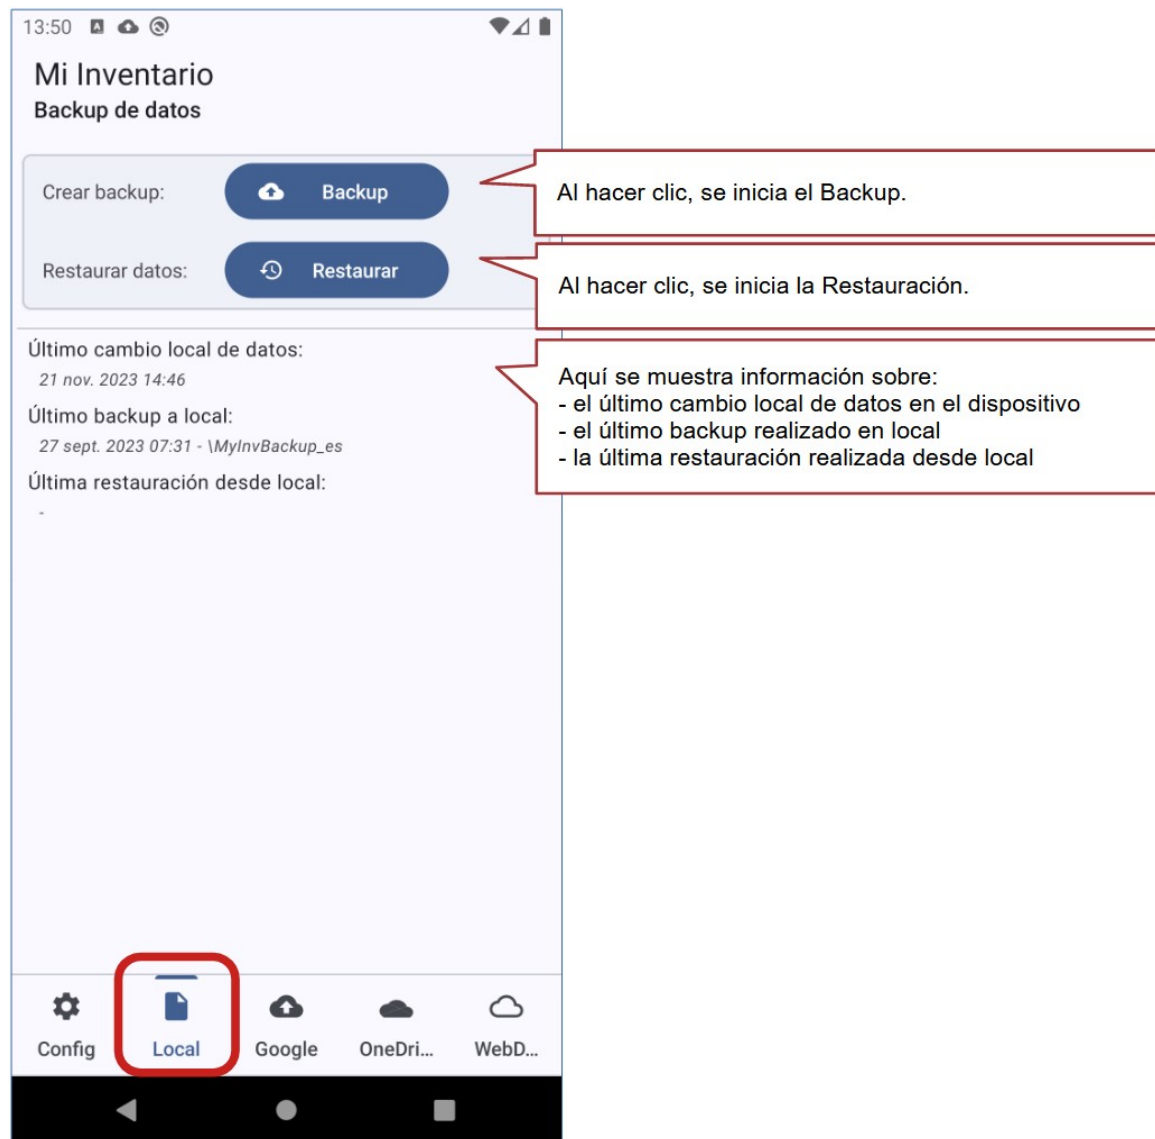 13:50
Mi Inventario
Backup de datos
Crear backup:
Backup
Al hacer clic, se inicia el Backup.
Restaurar datos:
Restaurar
Al hacer clic, se inicia la Restauración.
Último cambio local de datos:
21 nov. 2023 14:46
Último backup a local:
27 sept. 2023 07:31 - \MyInvBackup_es
Última restauración desde local:
-
Aquí se muestra información sobre:
- el último cambio local de datos en el dispositivo
- el último backup realizado en local
- la última restauración realizada desde local
Config
Local
Google
OneDri...
WebD...